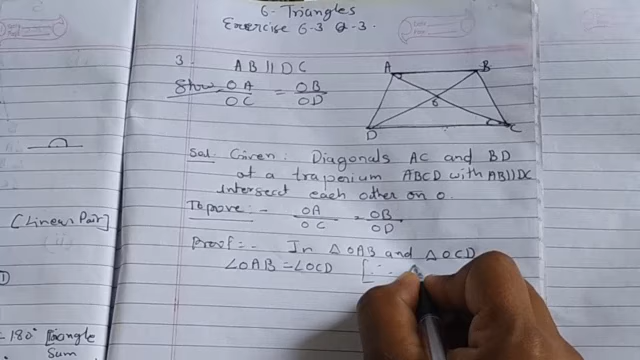 6- Triangles
Exercise 6-3 Q-3.
3 AB || DC
Show OA/OC = OB/OD
A B
O
D C
Sol. Given: Diagonals AC and BD
of a trapezium ABCD with AB||DC
intersect each other on O.
To prove :- OA/OC = OB/OD
Proof :- In △OAB and △OCD
∠OAB = ∠OCD [∵
[Linear Pair]
= 180° [Triangle
Sum